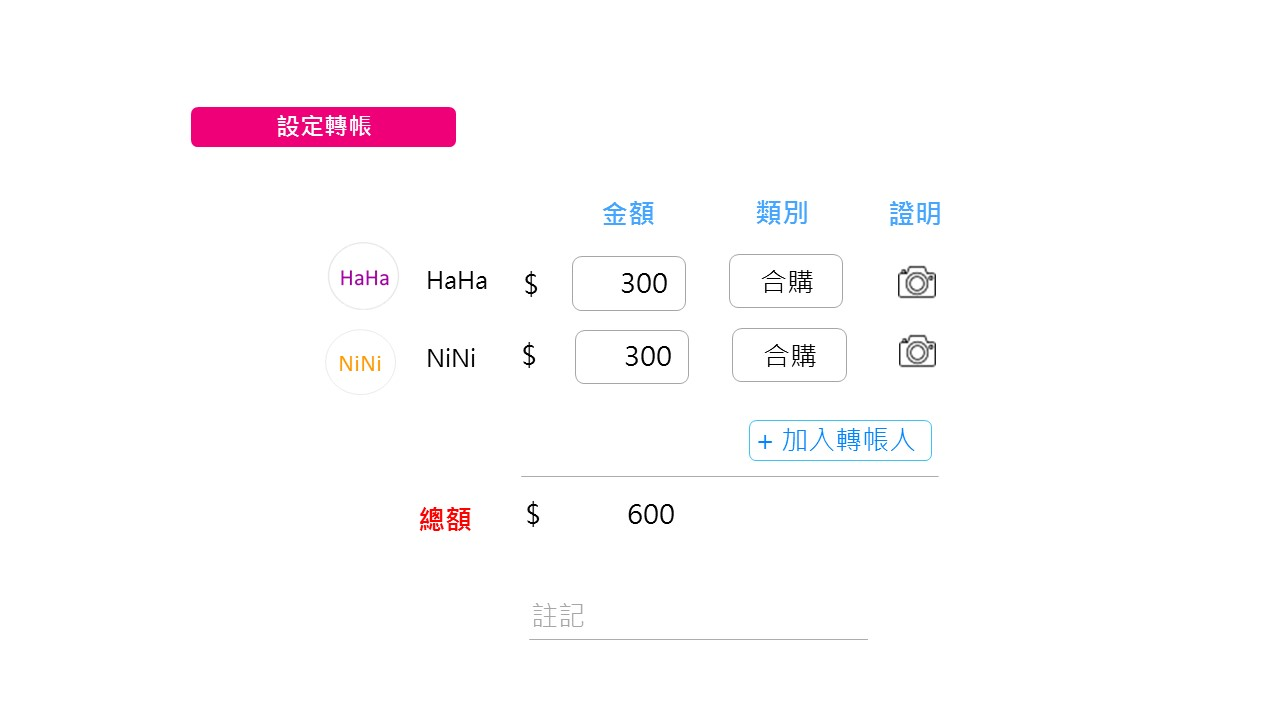 設定轉帳
金額 類別 證明
HaHa HaHa $ 300 合購
NiNi NiNi $ 300 合購
+ 加入轉帳人
總額 $ 600
註記